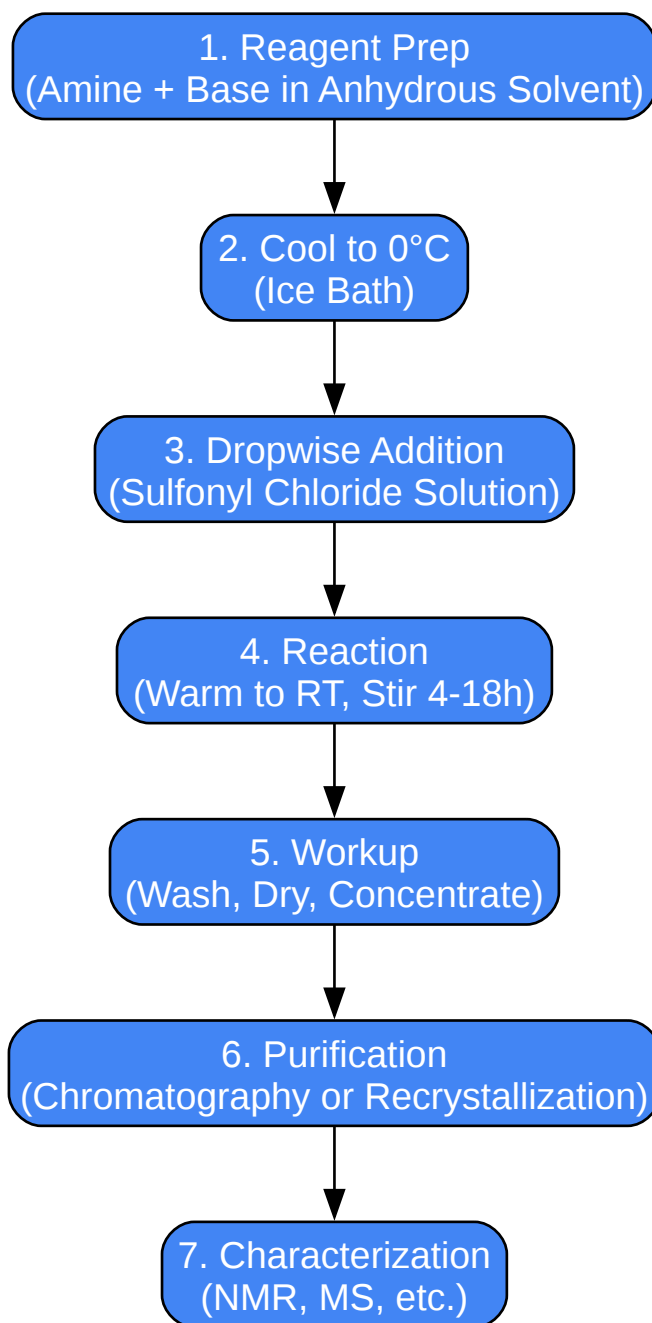 1. Reagent Prep
(Amine + Base in Anhydrous Solvent)
2. Cool to 0°C
(Ice Bath)
3. Dropwise Addition
(Sulfonyl Chloride Solution)
4. Reaction
(Warm to RT, Stir 4-18h)
5. Workup
(Wash, Dry, Concentrate)
6. Purification
(Chromatography or Recrystallization)
7. Characterization
(NMR, MS, etc.)